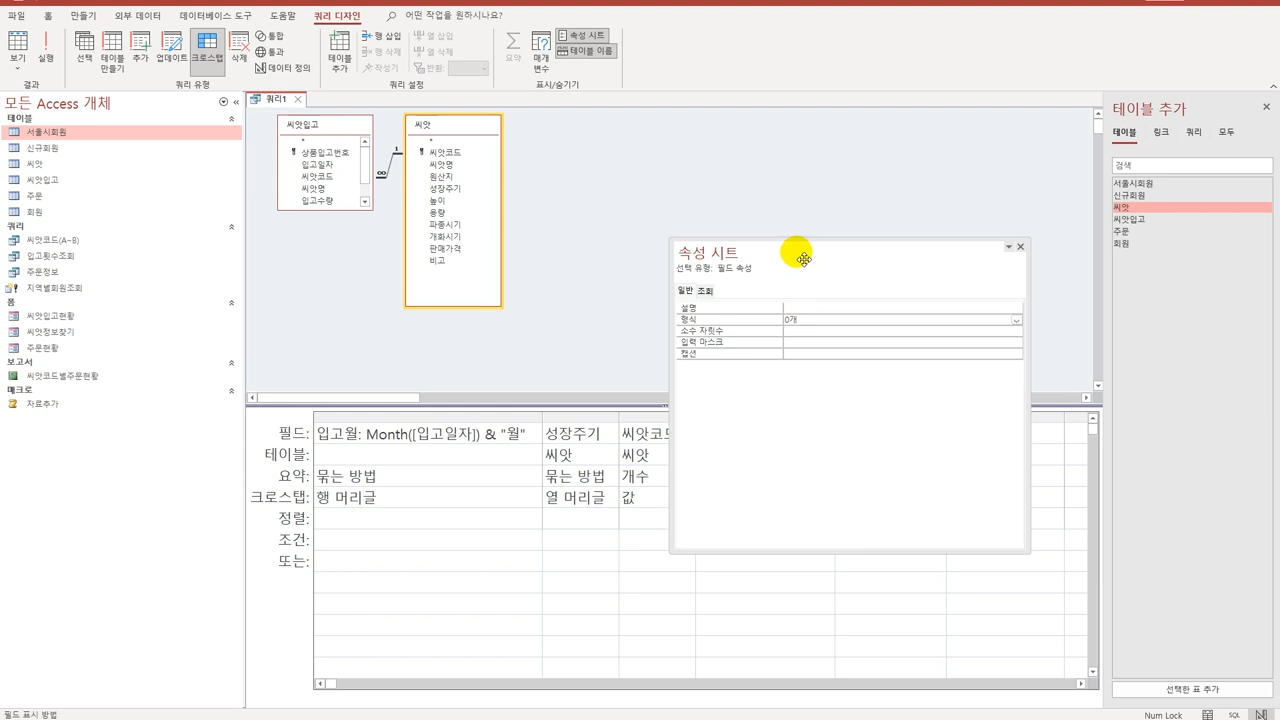 파일 홈 만들기 외부 데이터 데이터베이스 도구 도움말 쿼리 디자인 어떤 작업을 원하시요?
보기 실행 선택 테이블 만들기 추가 업데이트 크로스탭 삭제
통합
통과
데이터 정의
테이블 추가
행 삽입
행 삭제
작성기
열 삽입
열 삭제
반환:
요약
매개 변수
속성 시트
테이블 이름
결과 쿼리 유형 쿼리 설정 표시/숨기기
모든 Access 개체
테이블
서울시회원
신규회원
씨앗
씨앗입고
주문
회원
쿼리
씨앗코드(A~B)
입고횟수조회
주문정보
지역별회원조회
폼
씨앗입고현황
씨앗정보찾기
주문현황
보고서
씨앗코드별주문현황
매크로
자료추가
쿼리1
씨앗입고
*
상품입고번호
입고일자
씨앗코드
씨앗명
입고수량
∞ 1
씨앗
*
씨앗코드
씨앗명
원산지
성장주기
높이
용량
파종시기
개화시기
판매가격
비고
속성 시트
선택 유형: 필드 속성
일반 조회
설명
형식 0개
소수 자릿수
입력 마스크
캡션
필드: 입고월: Month([입고일자]) & "월" 성장주기 씨앗코드
테이블: 씨앗 씨앗
요약: 묶는 방법 묶는 방법 개수
크로스탭: 행 머리글 열 머리글 값
정렬:
조건:
또는:
테이블 추가
테이블 링크 쿼리 모두
검색
서울시회원
신규회원
씨앗
씨앗입고
주문
회원
선택한 표 추가
필드 표시 방법
Num Lock SQL